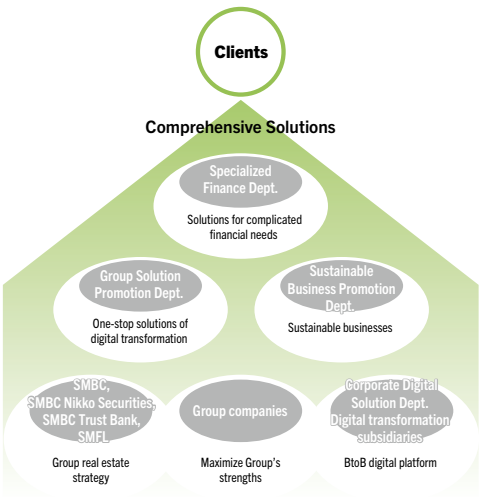 Clients
Comprehensive Solutions
Specialized
Finance Dept.
Solutions for complicated
financial needs
Group Solution
Promotion Dept.
One-stop solutions of
digital transformation
Sustainable
Business Promotion
Dept.
Sustainable businesses
SMBC,
SMBC Nikko Securities,
SMBC Trust Bank,
SMFL
Group real estate
strategy
Group companies
Maximize Group's
strengths
Corporate Digital
Solution Dept.
Digital transformation
subsidiaries
BtoB digital platform